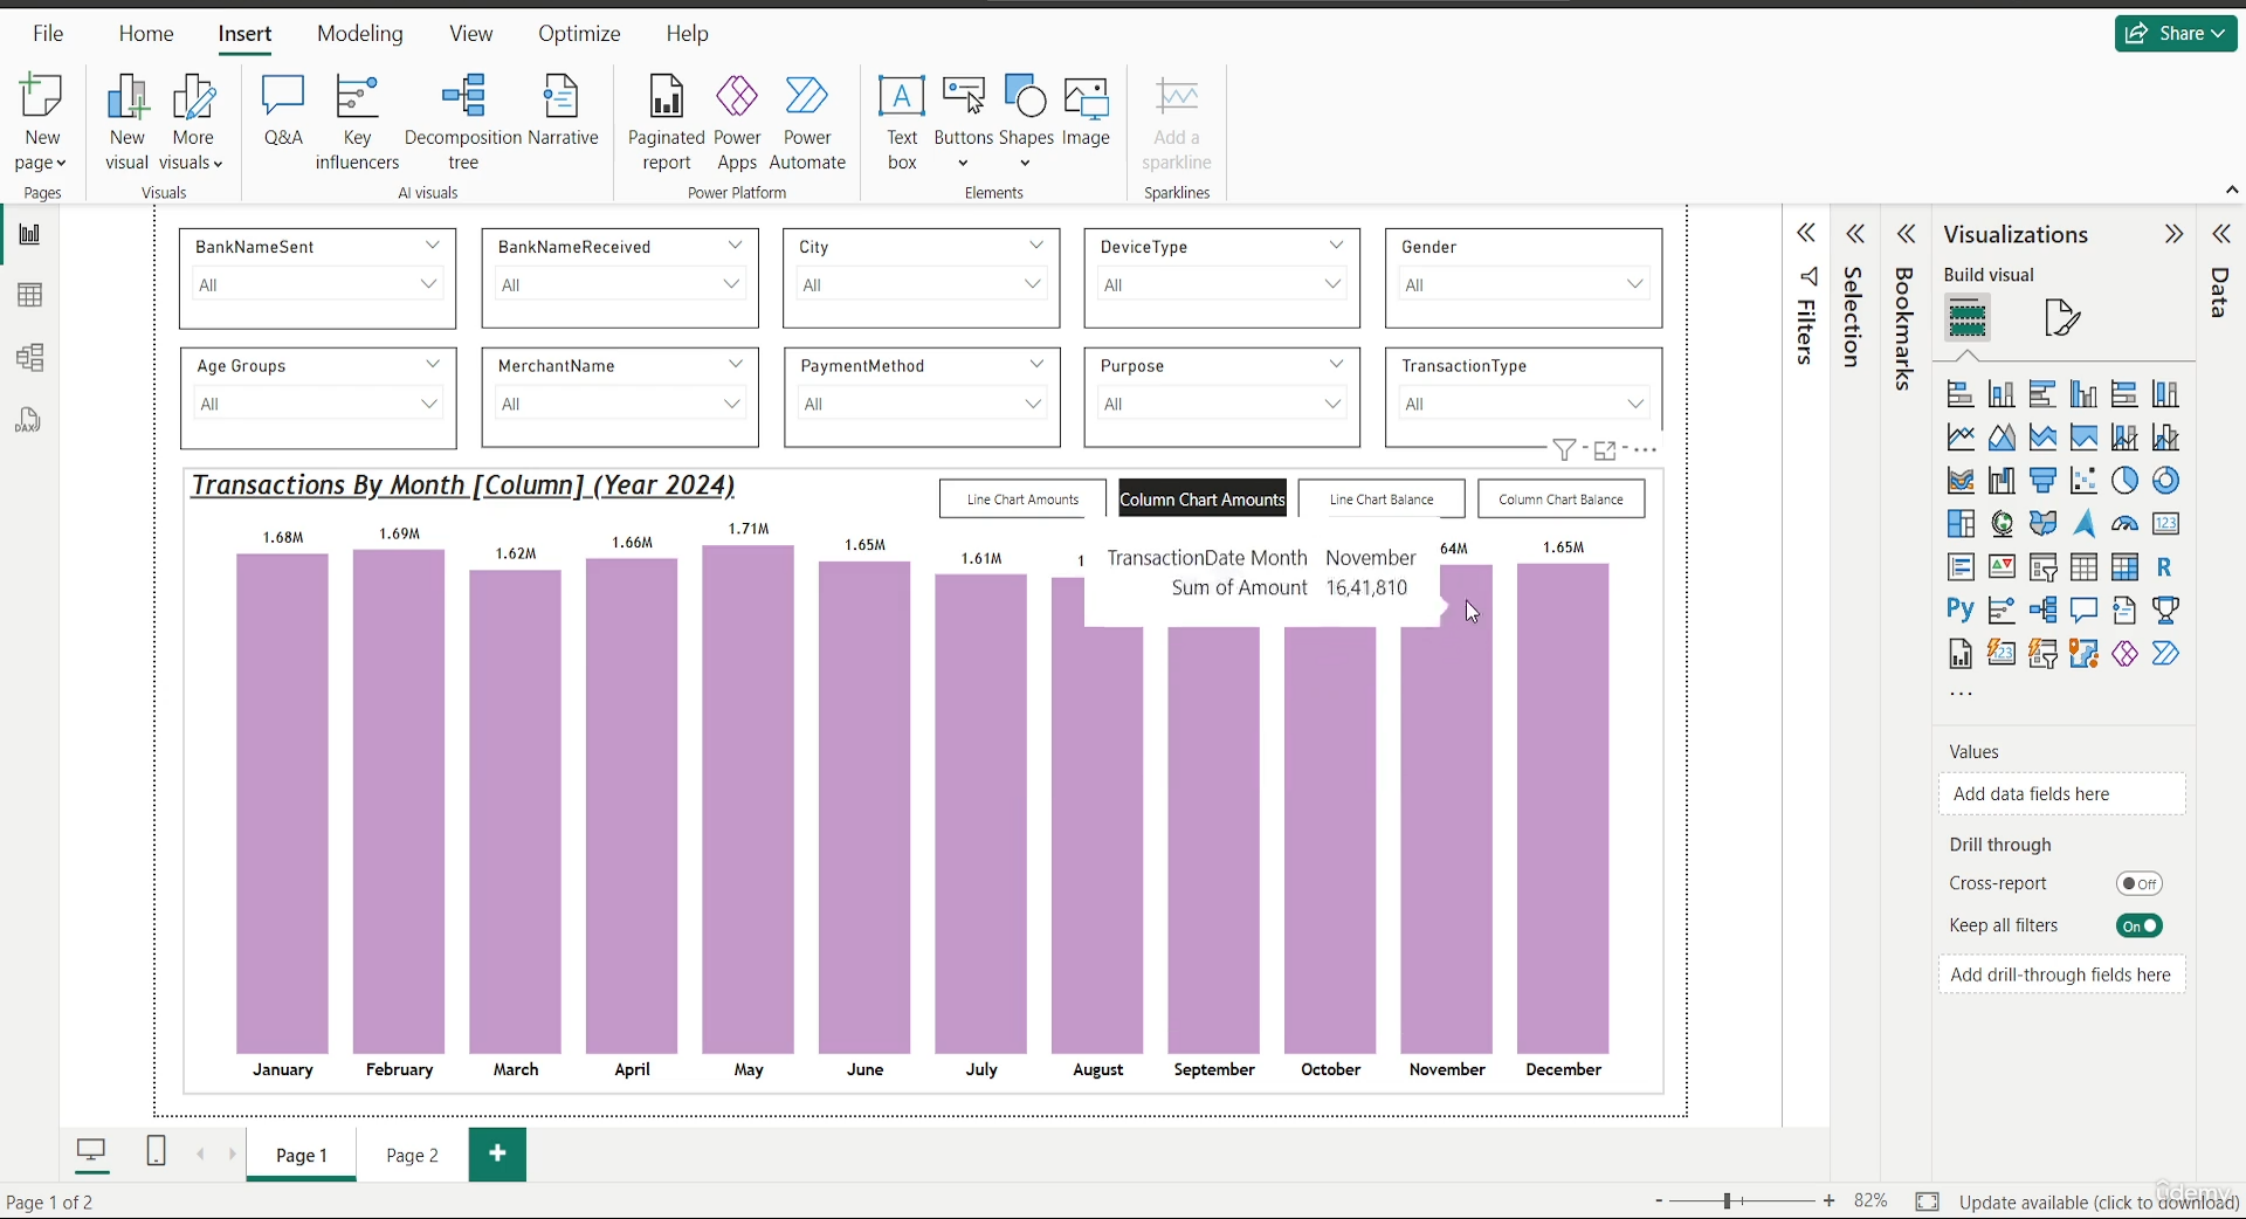 File Home Insert Modeling View Optimize Help Share
New page
New visual
More visuals
Q&A
Key influencers
Decomposition tree
Narrative
Paginated report
Power Apps
Power Automate
Text box
Buttons
Shapes
Image
Add a sparkline
Pages Visuals AI visuals Power Platform Elements Sparklines
BankNameSent BankNameReceived City DeviceType Gender
All All All All All
Age Groups MerchantName PaymentMethod Purpose TransactionType
All All All All All
Transactions By Month [Column] (Year 2024)
Line Chart Amounts Column Chart Amounts Line Chart Balance Column Chart Balance
1.68M 1.69M 1.62M 1.66M 1.71M 1.65M 1.61M 1 64M 1.65M
TransactionDate Month November
Sum of Amount 16,41,810
January February March April May June July August September October November December
DAX
Filters
Selection
Bookmarks
Visualizations
Build visual
123
R
Py
123
...
Values
Add data fields here
Drill through
Cross-report Off
Keep all filters On
Add drill-through fields here
Data
Page 1 Page 2 +
Page 1 of 2
- + 82% Update available (click to download)
ûdemy